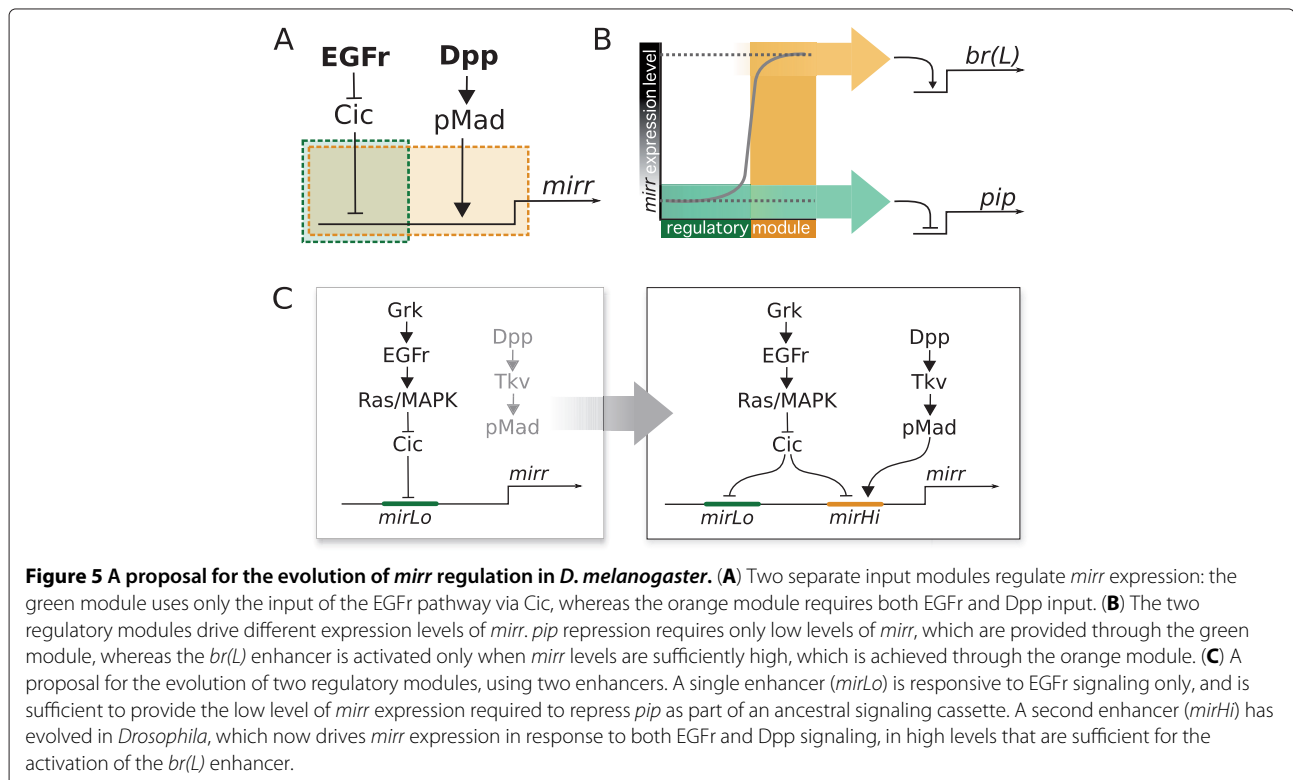 A
EGFr
Dpp
Cic
pMad
mirr
B
mirr expression level
br(L)
pip
regulatory module
C
Grk
EGFr
Ras/MAPK
Cic
Dpp
Tkv
pMad
mirr
mirLo
Grk
EGFr
Ras/MAPK
Cic
Dpp
Tkv
pMad
mirr
mirLo
mirHi
Figure 5 A proposal for the evolution of mirr regulation in D. melanogaster. (A) Two separate input modules regulate mirr expression: the
green module uses only the input of the EGFr pathway via Cic, whereas the orange module requires both EGFr and Dpp input. (B) The two
regulatory modules drive different expression levels of mirr. pip repression requires only low levels of mirr, which are provided through the green
module, whereas the br(L) enhancer is activated only when mirr levels are sufficiently high, which is achieved through the orange module. (C) A
proposal for the evolution of two regulatory modules, using two enhancers. A single enhancer (mirLo) is responsive to EGFr signaling only, and is
sufficient to provide the low level of mirr expression required to repress pip as part of an ancestral signaling cassette. A second enhancer (mirHi) has
evolved in Drosophila, which now drives mirr expression in response to both EGFr and Dpp signaling, in high levels that are sufficient for the
activation of the br(L) enhancer.